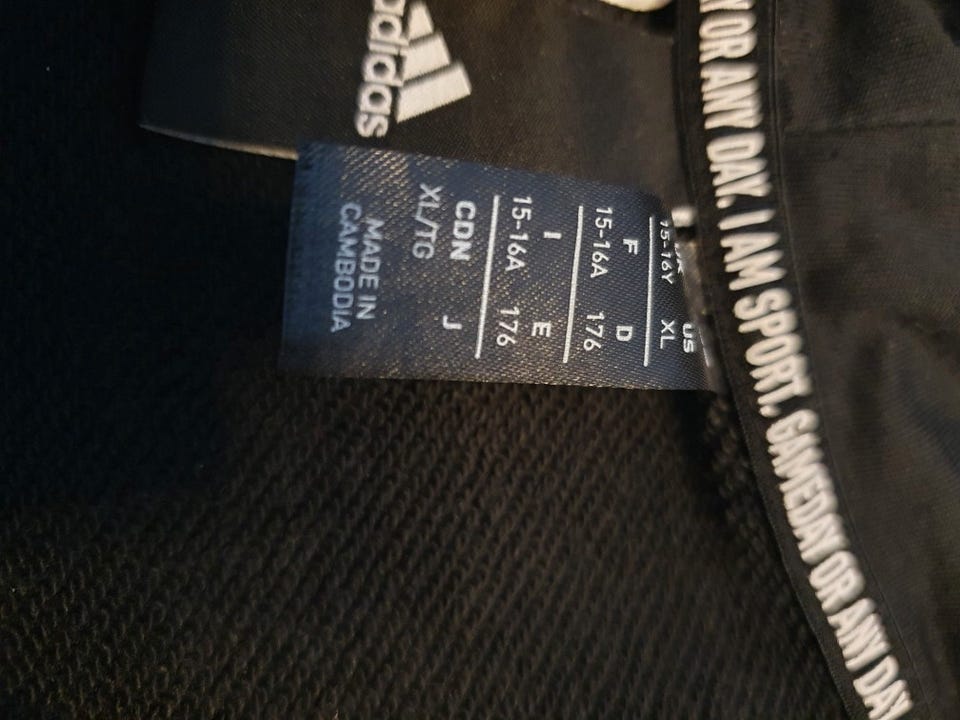 OR ANY DAY. I AM SPORT. GAMEDAY OR ANY DAY
adidas
US
15-16Y XL
F D
15-16A 176
I E
15-16A 176
CDN J
XL/TG
MADE IN
CAMBODIA